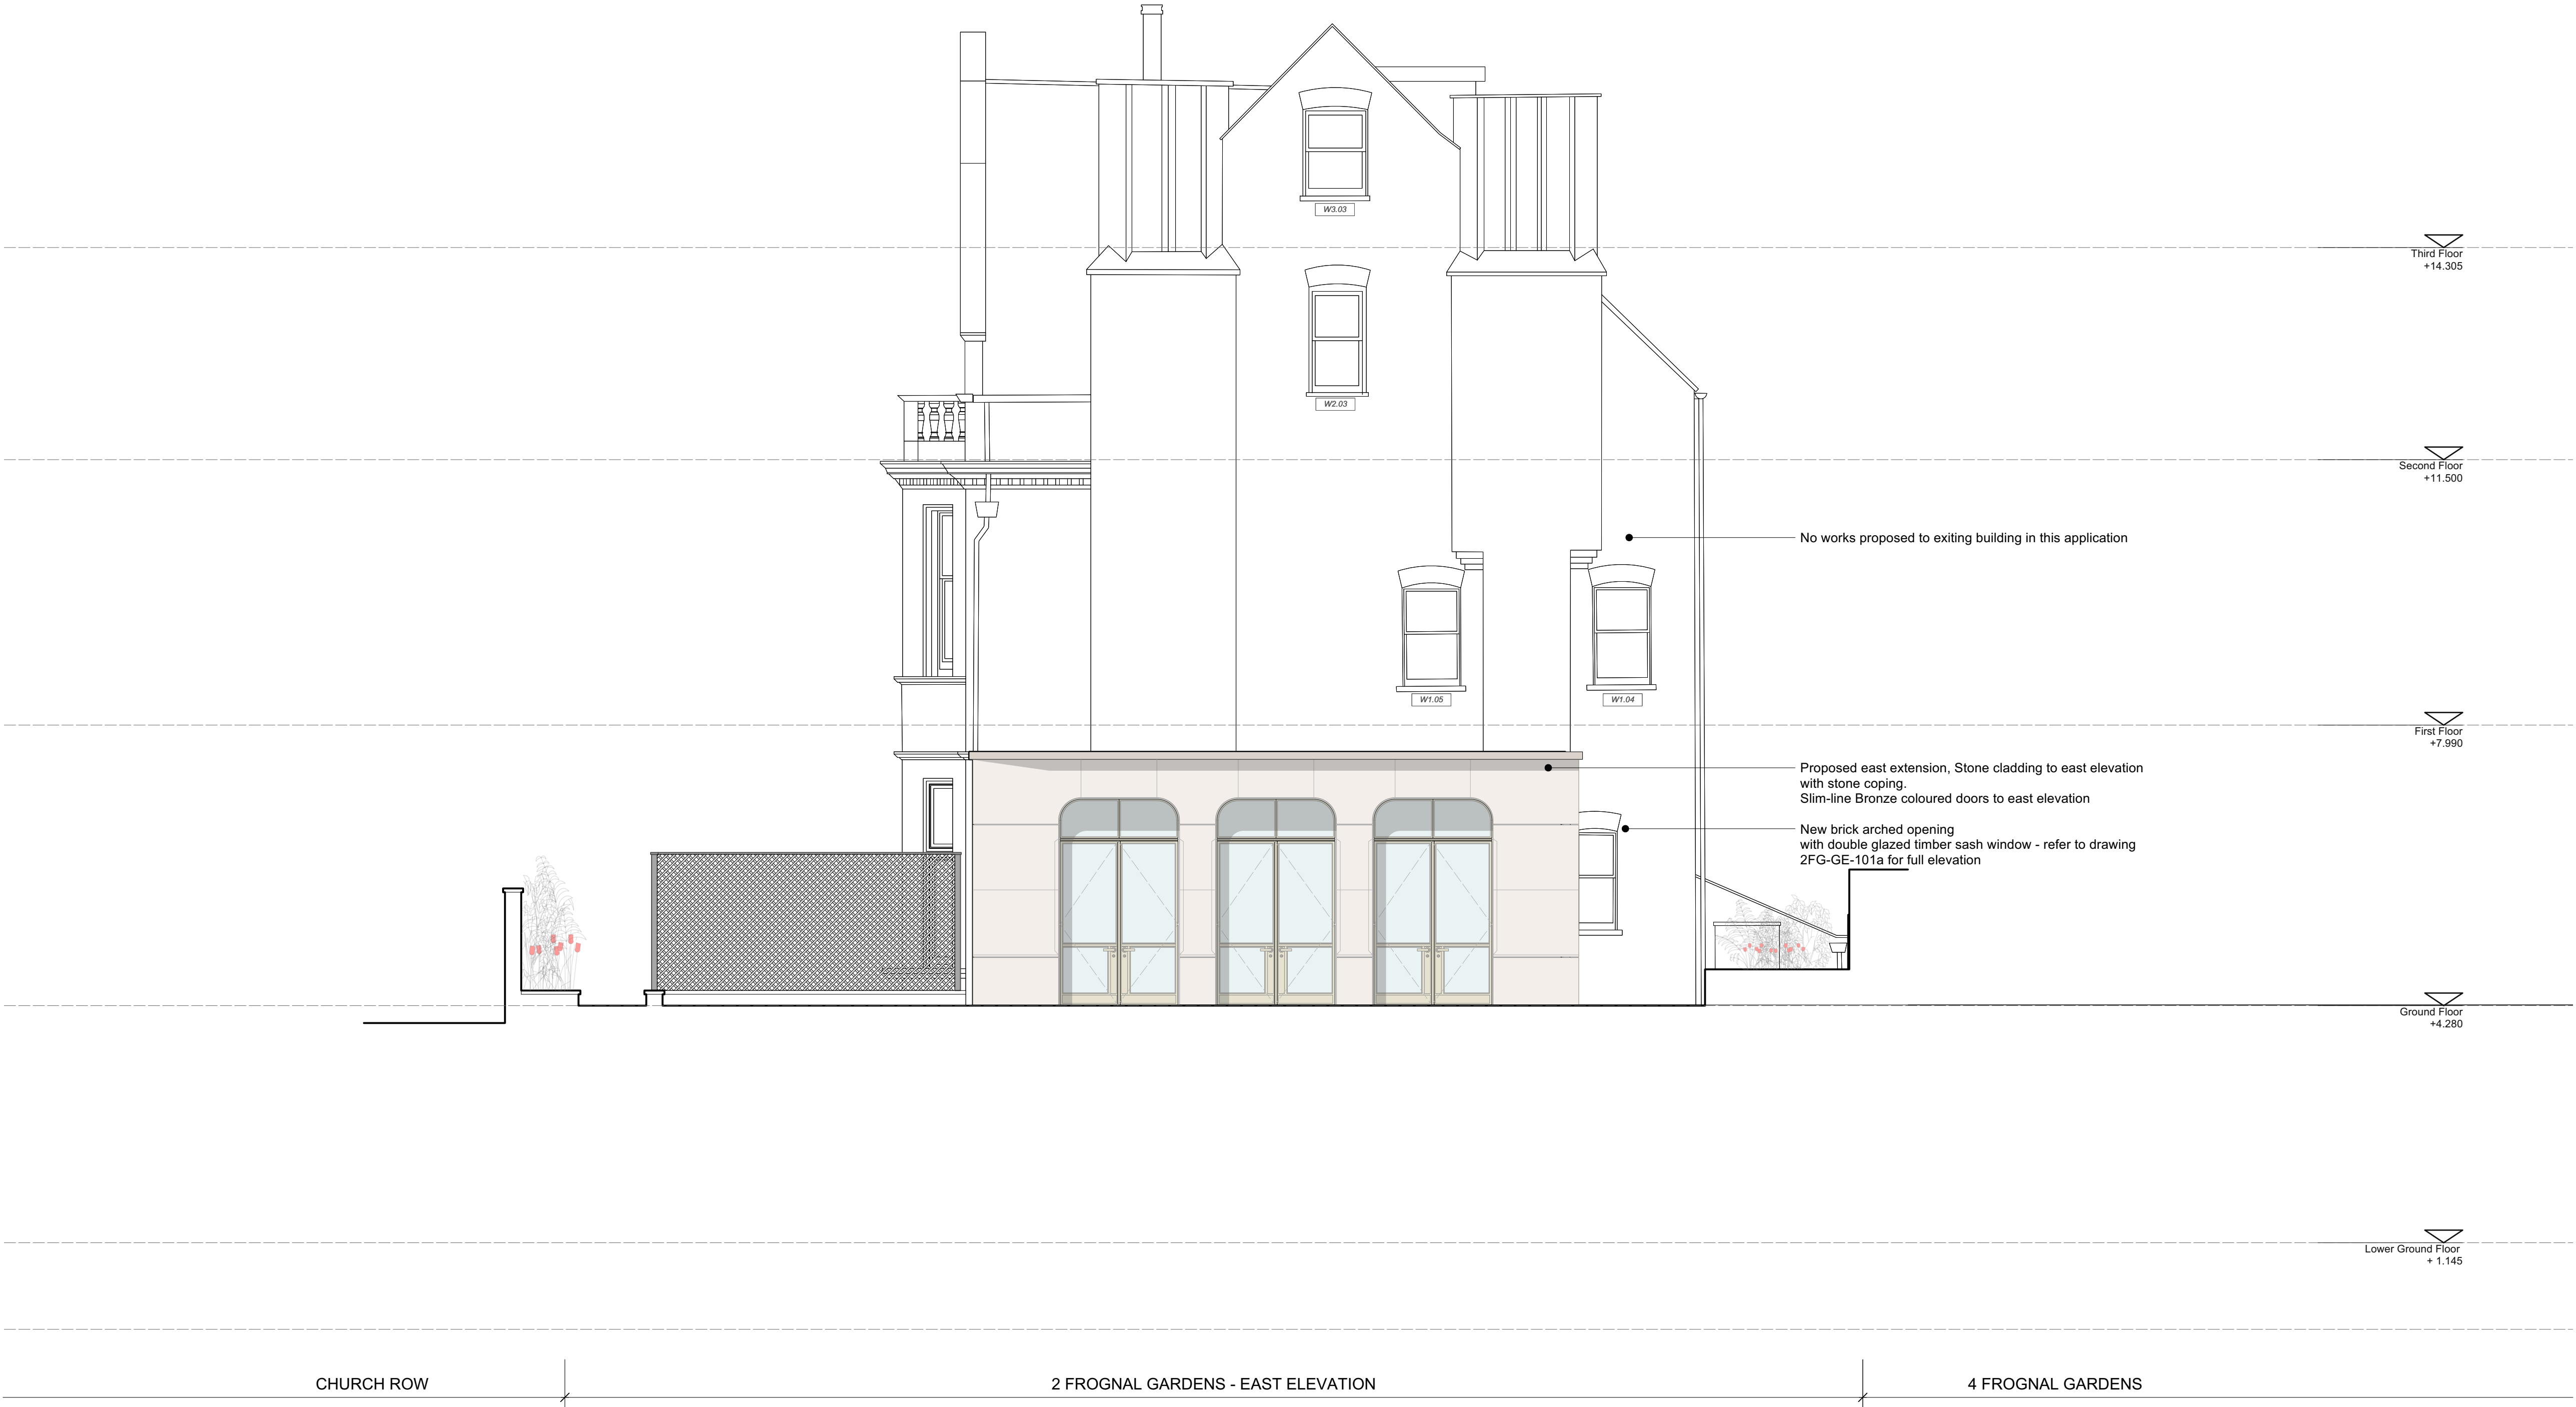 W3.03
Third Floor
+14.305
W2.03
Second Floor
+11.500
No works proposed to exiting building in this application
W1.05
W1.04
First Floor
+7.990
Proposed east extension, Stone cladding to east elevation
with stone coping.
Slim-line Bronze coloured doors to east elevation
New brick arched opening
with double glazed timber sash window - refer to drawing
2FG-GE-101a for full elevation
Ground Floor
+4.280
Lower Ground Floor
+ 1.145
CHURCH ROW
2 FROGNAL GARDENS - EAST ELEVATION
4 FROGNAL GARDENS